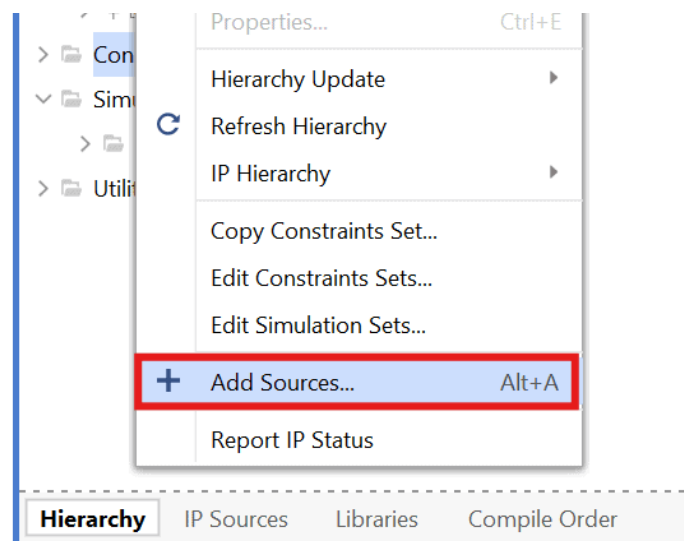 Properties... Ctrl+E
Con
Hierarchy Update
Simu
Refresh Hierarchy
IP Hierarchy
Utilit
Copy Constraints Set...
Edit Constraints Sets...
Edit Simulation Sets...
Add Sources... Alt+A
Report IP Status
Hierarchy IP Sources Libraries Compile Order